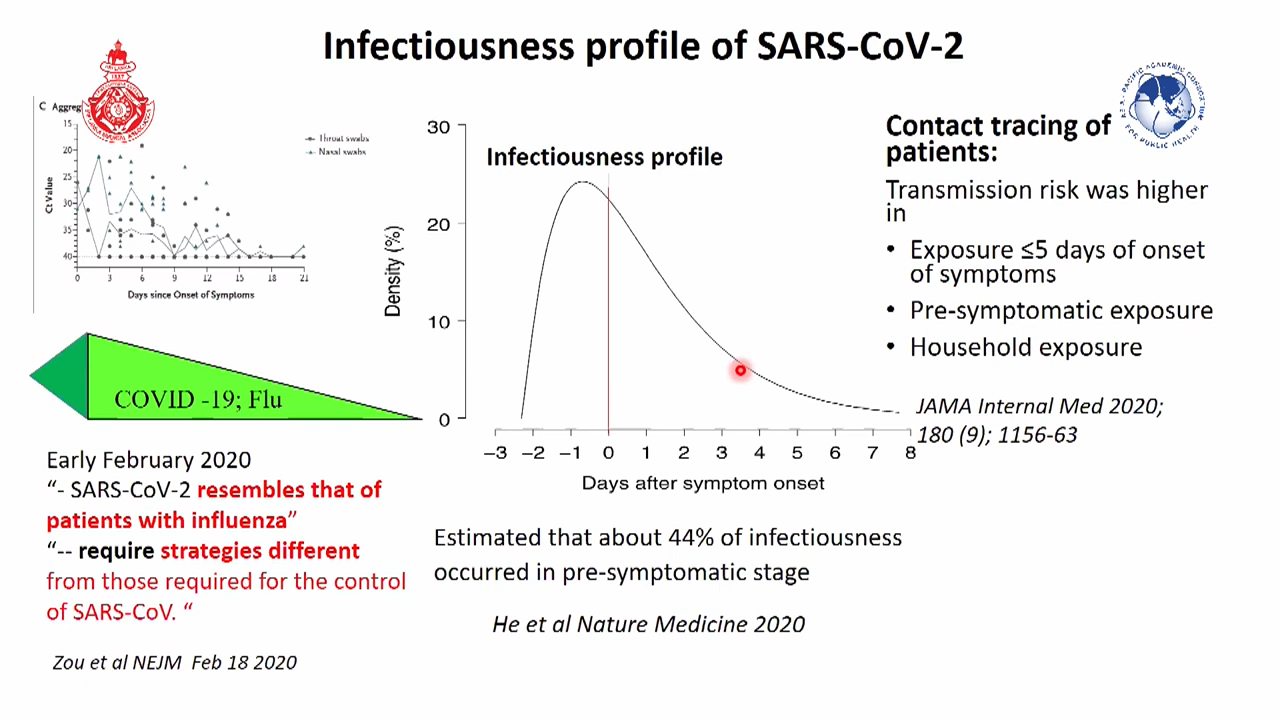 Infectiousness profile of SARS-CoV-2
C Aggreg
15
20
25
30
35
40
Ct Value
Throat swabs
Nasal swabs
0 3 6 9 12 15 18 21
Days since Onset of Symptoms
COVID -19; Flu
Early February 2020
“- SARS-CoV-2 resembles that of
patients with influenza”
“-- require strategies different
from those required for the control
of SARS-CoV. “
Zou et al NEJM Feb 18 2020
Infectiousness profile
30
20
10
0
Density (%)
−3 −2 −1 0 1 2 3 4 5 6 7 8
Days after symptom onset
Estimated that about 44% of infectiousness
occurred in pre-symptomatic stage
He et al Nature Medicine 2020
Contact tracing of
patients:
Transmission risk was higher
in
• Exposure ≤5 days of onset
of symptoms
• Pre-symptomatic exposure
• Household exposure
JAMA Internal Med 2020;
180 (9); 1156-63
FOR PUBLIC HEALTH